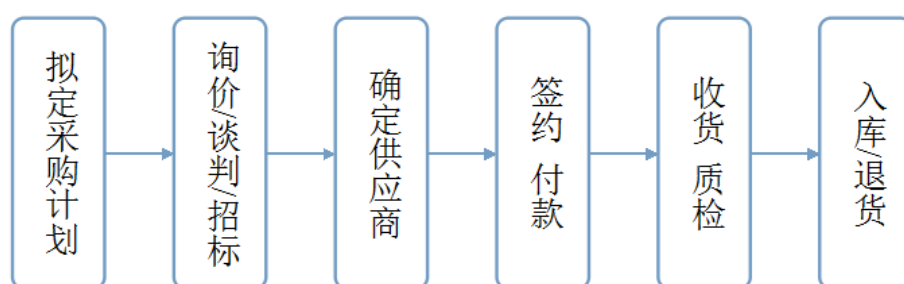 拟定采购计划
询价/谈判/招标
确定供应商
签约 付款
收货 质检
入库/退货